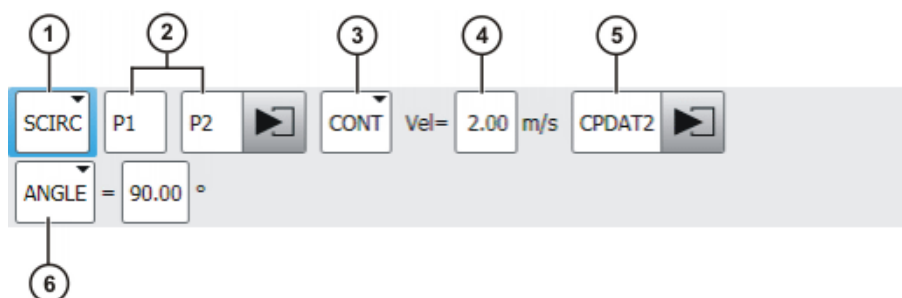 1 2 3 4 5
SCIRC P1 P2 CONT Vel= 2.00 m/s CPDAT2
ANGLE = 90.00 °
6